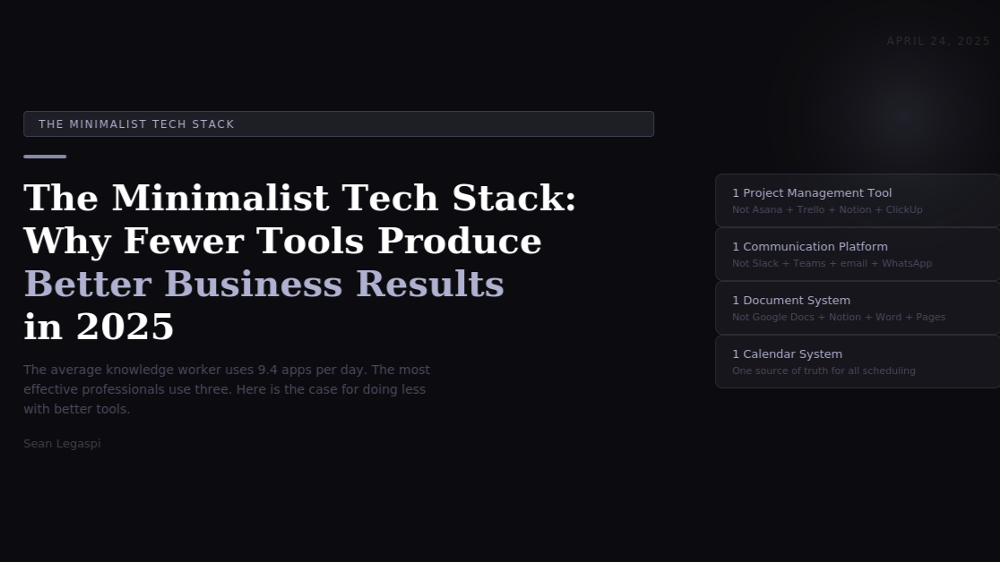 APRIL 24, 2025
THE MINIMALIST TECH STACK
The Minimalist Tech Stack:
Why Fewer Tools Produce
Better Business Results
in 2025
The average knowledge worker uses 9.4 apps per day. The most
effective professionals use three. Here is the case for doing less
with better tools.
Sean Legaspi
1 Project Management Tool
Not Asana + Trello + Notion + ClickUp
1 Communication Platform
Not Slack + Teams + email + WhatsApp
1 Document System
Not Google Docs + Notion + Word + Pages
1 Calendar System
One source of truth for all scheduling